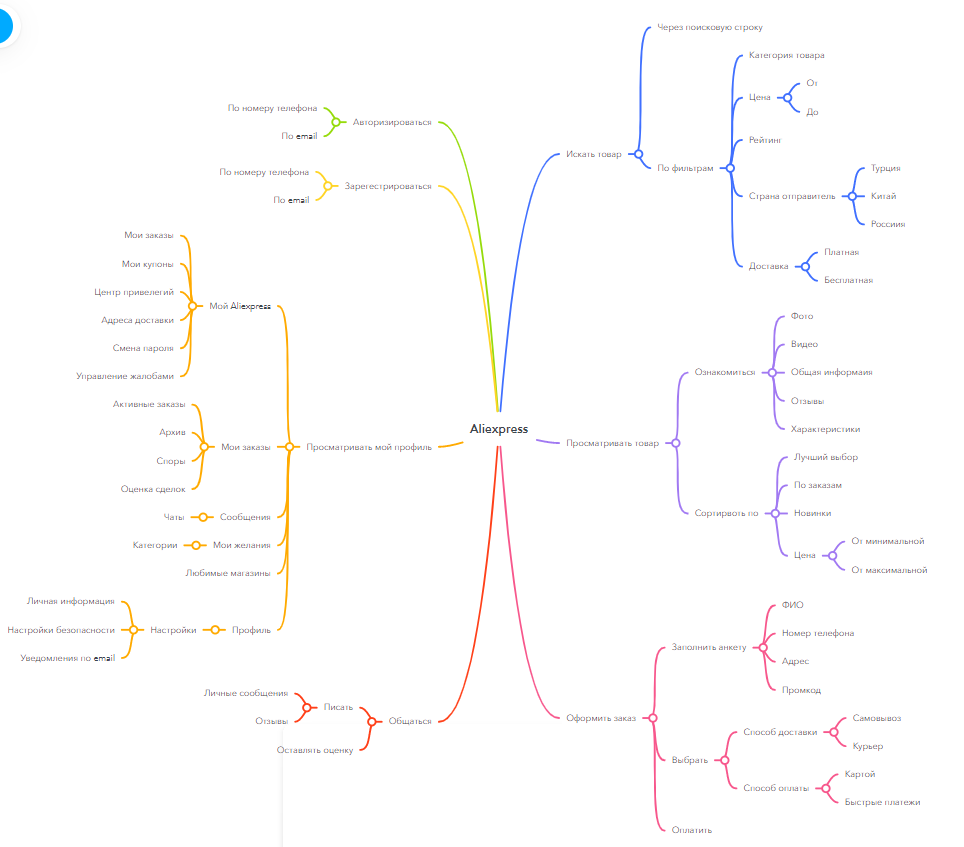 Aliexpress
Авторизироваться
По номеру телефона
По email
Зарегестрироваться
По номеру телефона
По email
Просматривать мой профиль
Мой Aliexpress
Мои заказы
Мои купоны
Центр привелегий
Адреса доставки
Смена пароля
Управление жалобами
Мои заказы
Активные заказы
Архив
Споры
Оценка сделок
Сообщения
Чаты
Мои желания
Категории
Любимые магазины
Профиль
Настройки
Личная информация
Настройки безопасности
Уведомления по email
Общаться
Писать
Личные сообщения
Отзывы
Оставлять оценку
Искать товар
Через поисковую строку
По фильтрам
Категория товара
Цена
От
До
Рейтинг
Страна отправитель
Турция
Китай
Россиия
Доставка
Платная
Бесплатная
Просматривать товар
Ознакомиться
Фото
Видео
Общая информаия
Отзывы
Характеристики
Сортирвоть по
Лучший выбор
По заказам
Новинки
Цена
От минимальной
От максимальной
Оформить заказ
Заполнить анкету
ФИО
Номер телефона
Адрес
Промкод
Выбрать
Способ доставки
Самовывоз
Курьер
Способ оплаты
Картой
Быстрые платежи
Оплатить